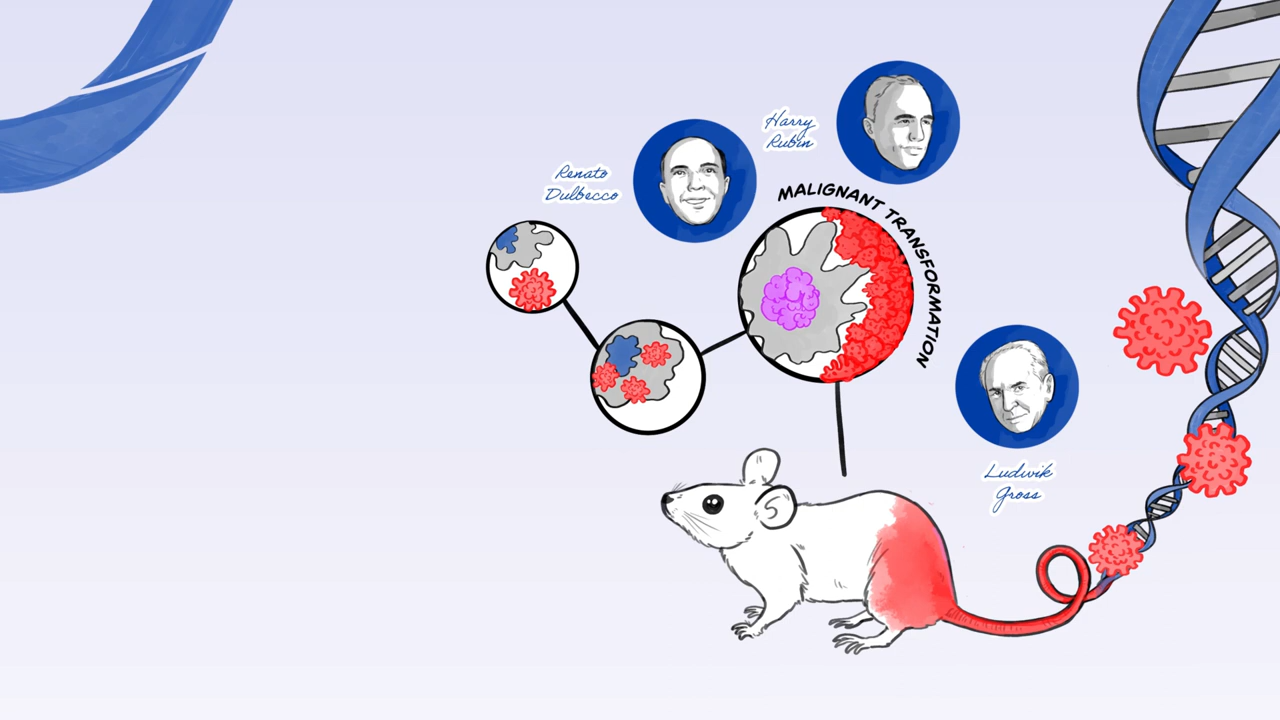 Harry
Rubin
Renato
Dulbecco
MALIGNANT TRANSFORMATION
Ludwik
Gross